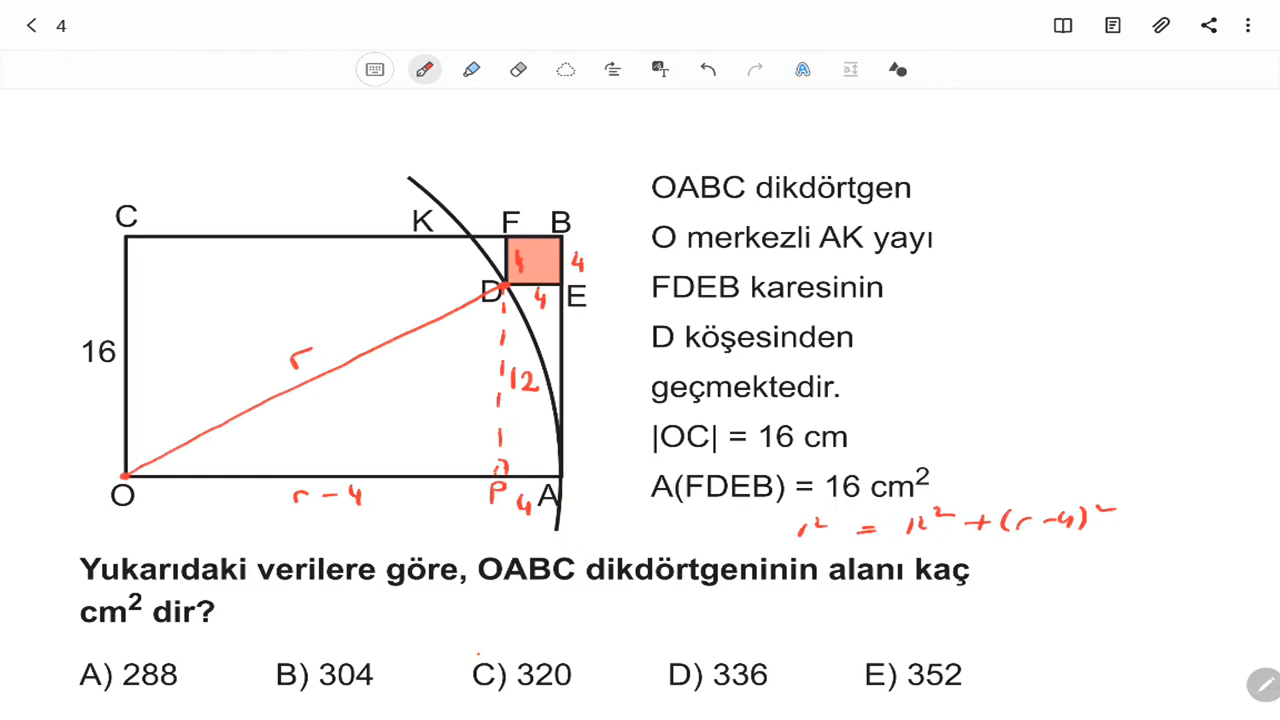 4
C K F B
4 4
D 4 E
16 r
12
O r - 4 P 4 A
OABC dikdörtgen
O merkezli AK yayı
FDEB karesinin
D köşesinden
geçmektedir.
|OC| = 16 cm
A(FDEB) = 16 cm²
r² = 12² + (r - 4)²
Yukarıdaki verilere göre, OABC dikdörtgeninin alanı kaç
cm² dir?
A) 288 B) 304 C) 320 D) 336 E) 352